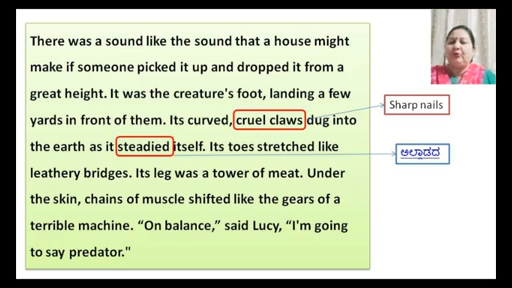 There was a sound like the sound that a house might
make if someone picked it up and dropped it from a
great height. It was the creature's foot, landing a few
yards in front of them. Its curved, cruel claws dug into
the earth as it steadied itself. Its toes stretched like
leathery bridges. Its leg was a tower of meat. Under
the skin, chains of muscle shifted like the gears of a
terrible machine. “On balance,” said Lucy, “I'm going
to say predator."
Sharp nails
ಅಲ್ಲಾಡದ